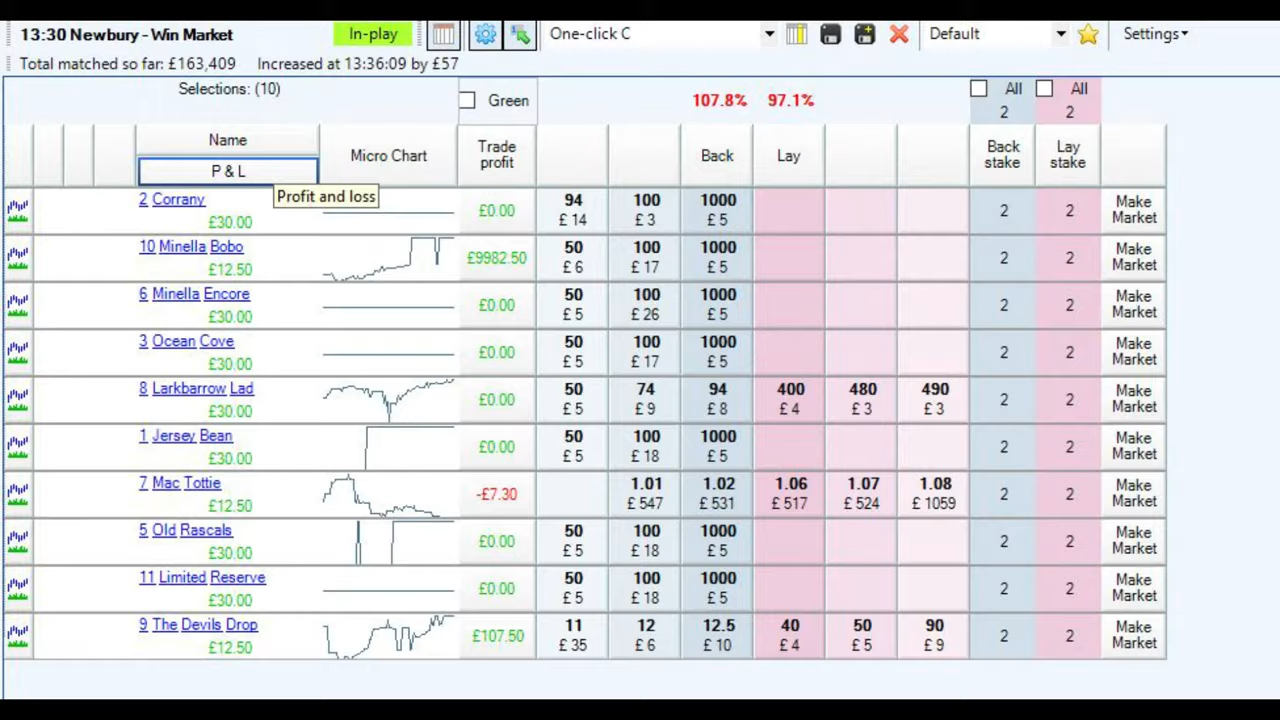 13:30 Newbury - Win Market In-play One-click C Default Settings
Total matched so far: £163,409 Increased at 13:36:09 by £57
Selections: (10) Green 107.8% 97.1% All All
2 2
Name Micro Chart Trade profit Back Lay Back stake Lay stake
P & L
Profit and loss
2 Corrany £0.00 94 100 1000 2 2 Make Market
£30.00 £ 14 £ 3 £ 5
10 Minella Bobo £9982.50 50 100 1000 2 2 Make Market
£12.50 £ 6 £ 17 £ 5
6 Minella Encore £0.00 50 100 1000 2 2 Make Market
£30.00 £ 5 £ 26 £ 5
3 Ocean Cove £0.00 50 100 1000 2 2 Make Market
£30.00 £ 5 £ 17 £ 5
8 Larkbarrow Lad £0.00 50 74 94 400 480 490 2 2 Make Market
£30.00 £ 5 £ 9 £ 8 £ 4 £ 3 £ 3
1 Jersey Bean £0.00 50 100 1000 2 2 Make Market
£30.00 £ 5 £ 18 £ 5
7 Mac Tottie -£7.30 1.01 1.02 1.06 1.07 1.08 2 2 Make Market
£12.50 £ 547 £ 531 £ 517 £ 524 £ 1059
5 Old Rascals £0.00 50 100 1000 2 2 Make Market
£30.00 £ 5 £ 18 £ 5
11 Limited Reserve £0.00 50 100 1000 2 2 Make Market
£30.00 £ 5 £ 18 £ 5
9 The Devils Drop £107.50 11 12 12.5 40 50 90 2 2 Make Market
£12.50 £ 35 £ 6 £ 10 £ 4 £ 5 £ 9